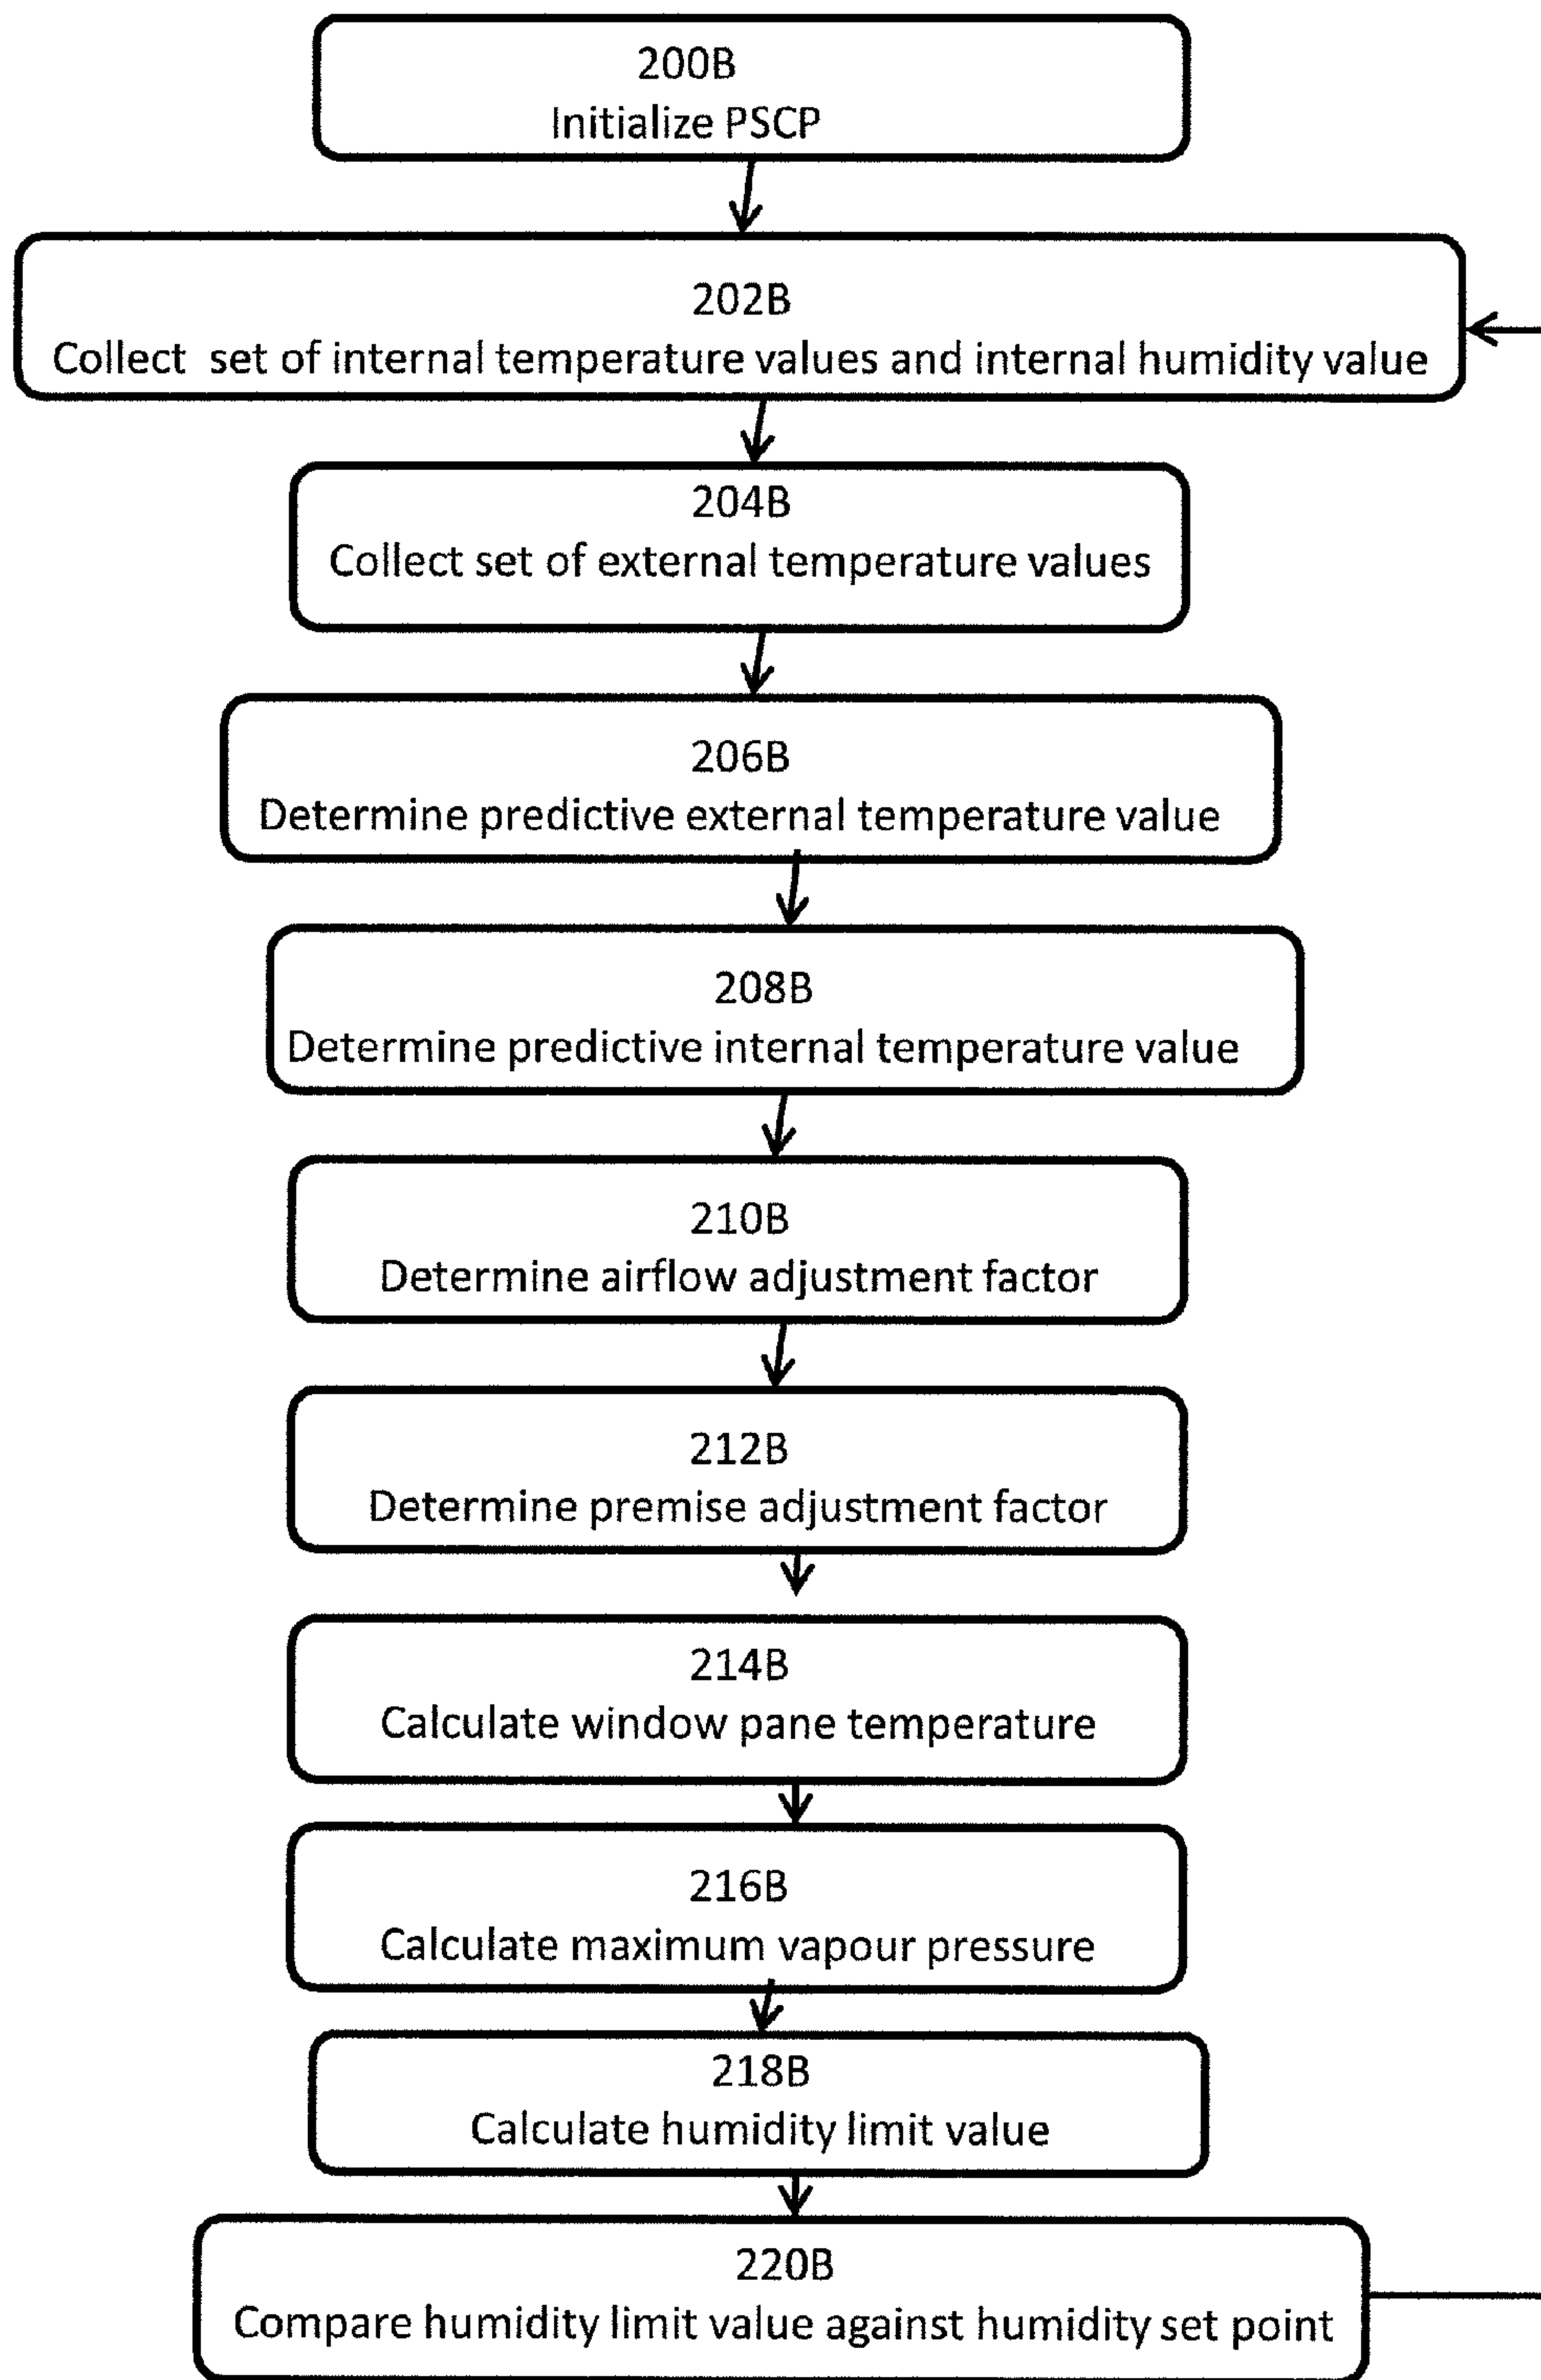 200B
Initialize PSCP
202B
Collect set of internal temperature values and internal humidity value
204B
Collect set of external temperature values
206B
Determine predictive external temperature value
208B
Determine predictive internal temperature value
210B
Determine airflow adjustment factor
212B
Determine premise adjustment factor
214B
Calculate window pane temperature
216B
Calculate maximum vapour pressure
218B
Calculate humidity limit value
220B
Compare humidity limit value against humidity set point